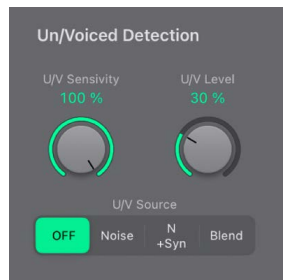 Un/Voiced Detection
U/V Sensivity U/V Level
100 % 30 %
U/V Source
OFF Noise N Blend
+Syn